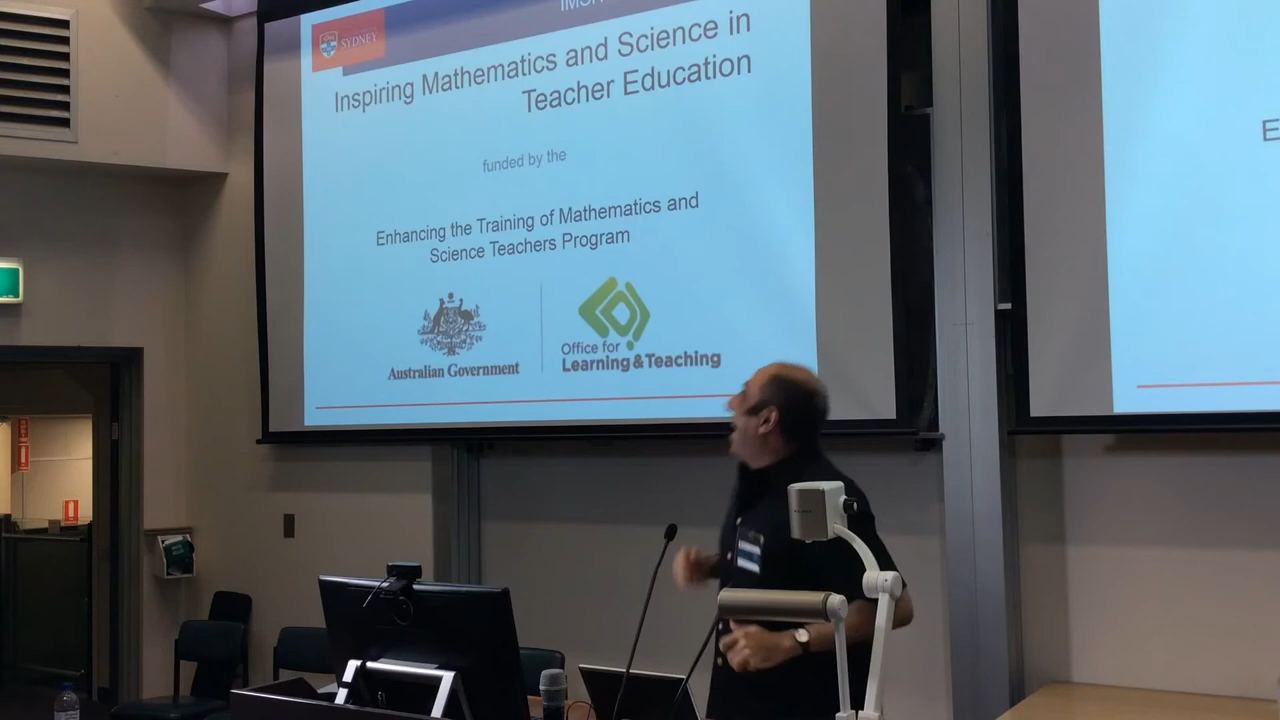 SYDNEY
Inspiring Mathematics and Science in
Teacher Education
funded by the
Enhancing the Training of Mathematics and
Science Teachers Program
Australian Government
Office for
Learning & Teaching
E